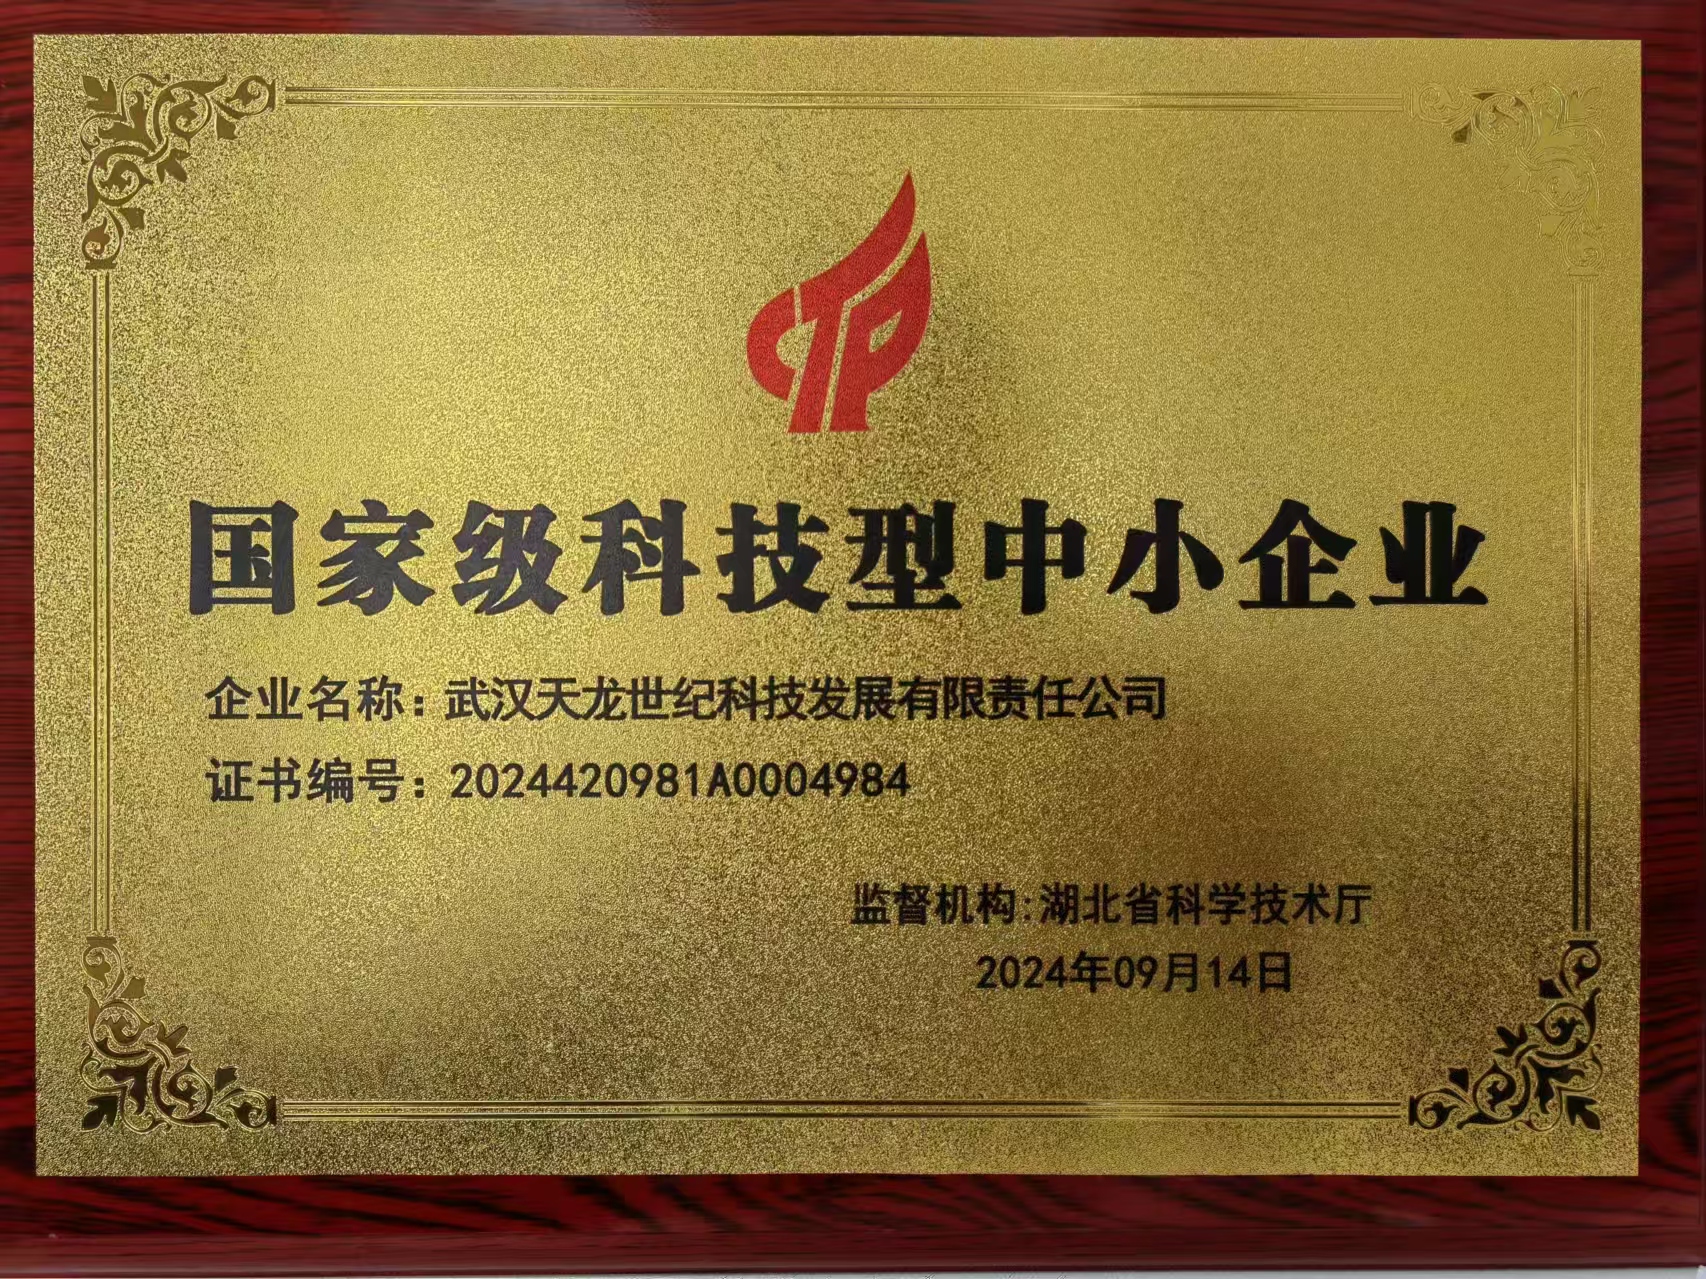 CTP
国家级科技型中小企业
企业名称：武汉天龙世纪科技发展有限责任公司
证书编号：2024420981A0004984
监督机构:湖北省科学技术厅
2024年09月14日